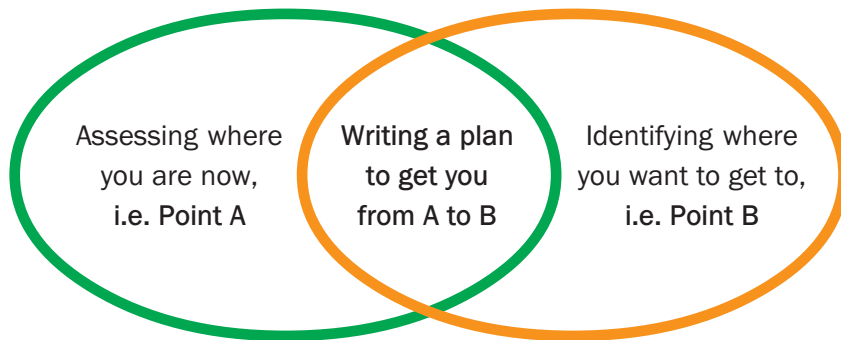 Assessing where
you are now,
i.e. Point A
Writing a plan
to get you
from A to B
Identifying where
you want to get to,
i.e. Point B